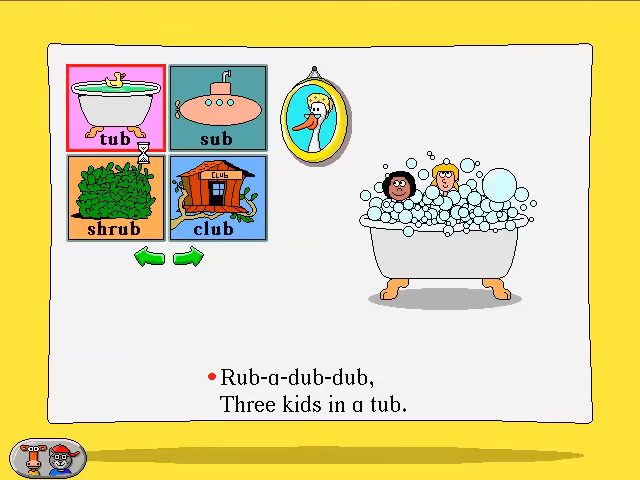 tub
sub
CLUB
shrub
club
Rub-a-dub-dub,
Three kids in a tub.